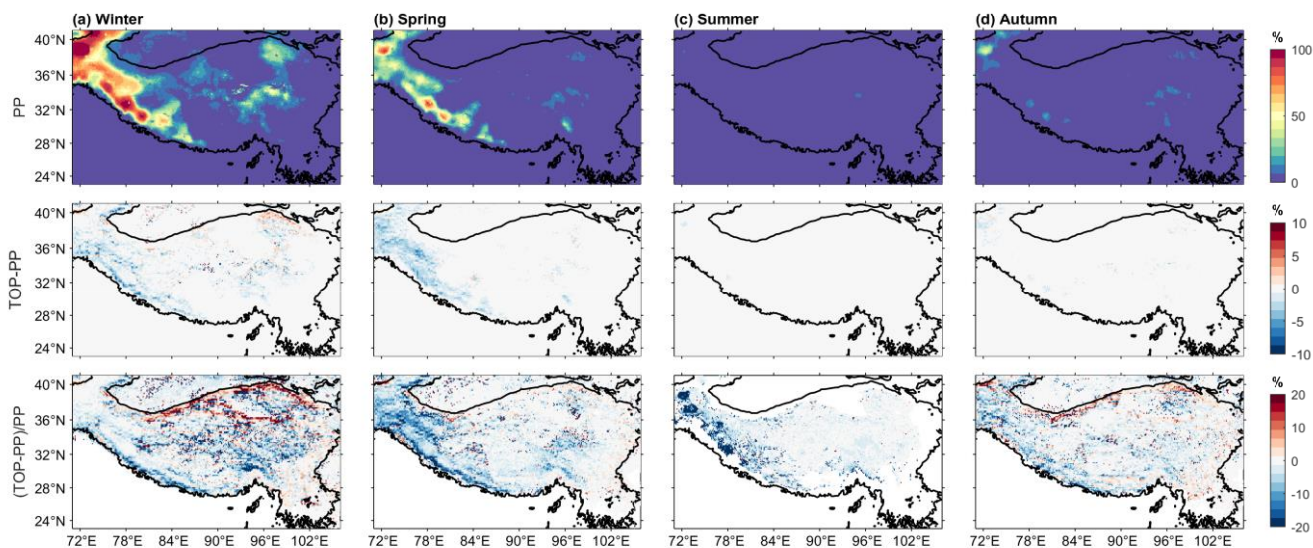 (a) Winter (b) Spring (c) Summer (d) Autumn
%
40°N 100
36°N
PP 32°N 50
28°N
24°N 0
%
40°N 10
36°N 5
TOP-PP 32°N 0
28°N -5
24°N -10
%
40°N 20
36°N 10
(TOP-PP)/PP 32°N 0
28°N -10
24°N -20
72°E 78°E 84°E 90°E 96°E 102°E 72°E 78°E 84°E 90°E 96°E 102°E 72°E 78°E 84°E 90°E 96°E 102°E 72°E 78°E 84°E 90°E 96°E 102°E